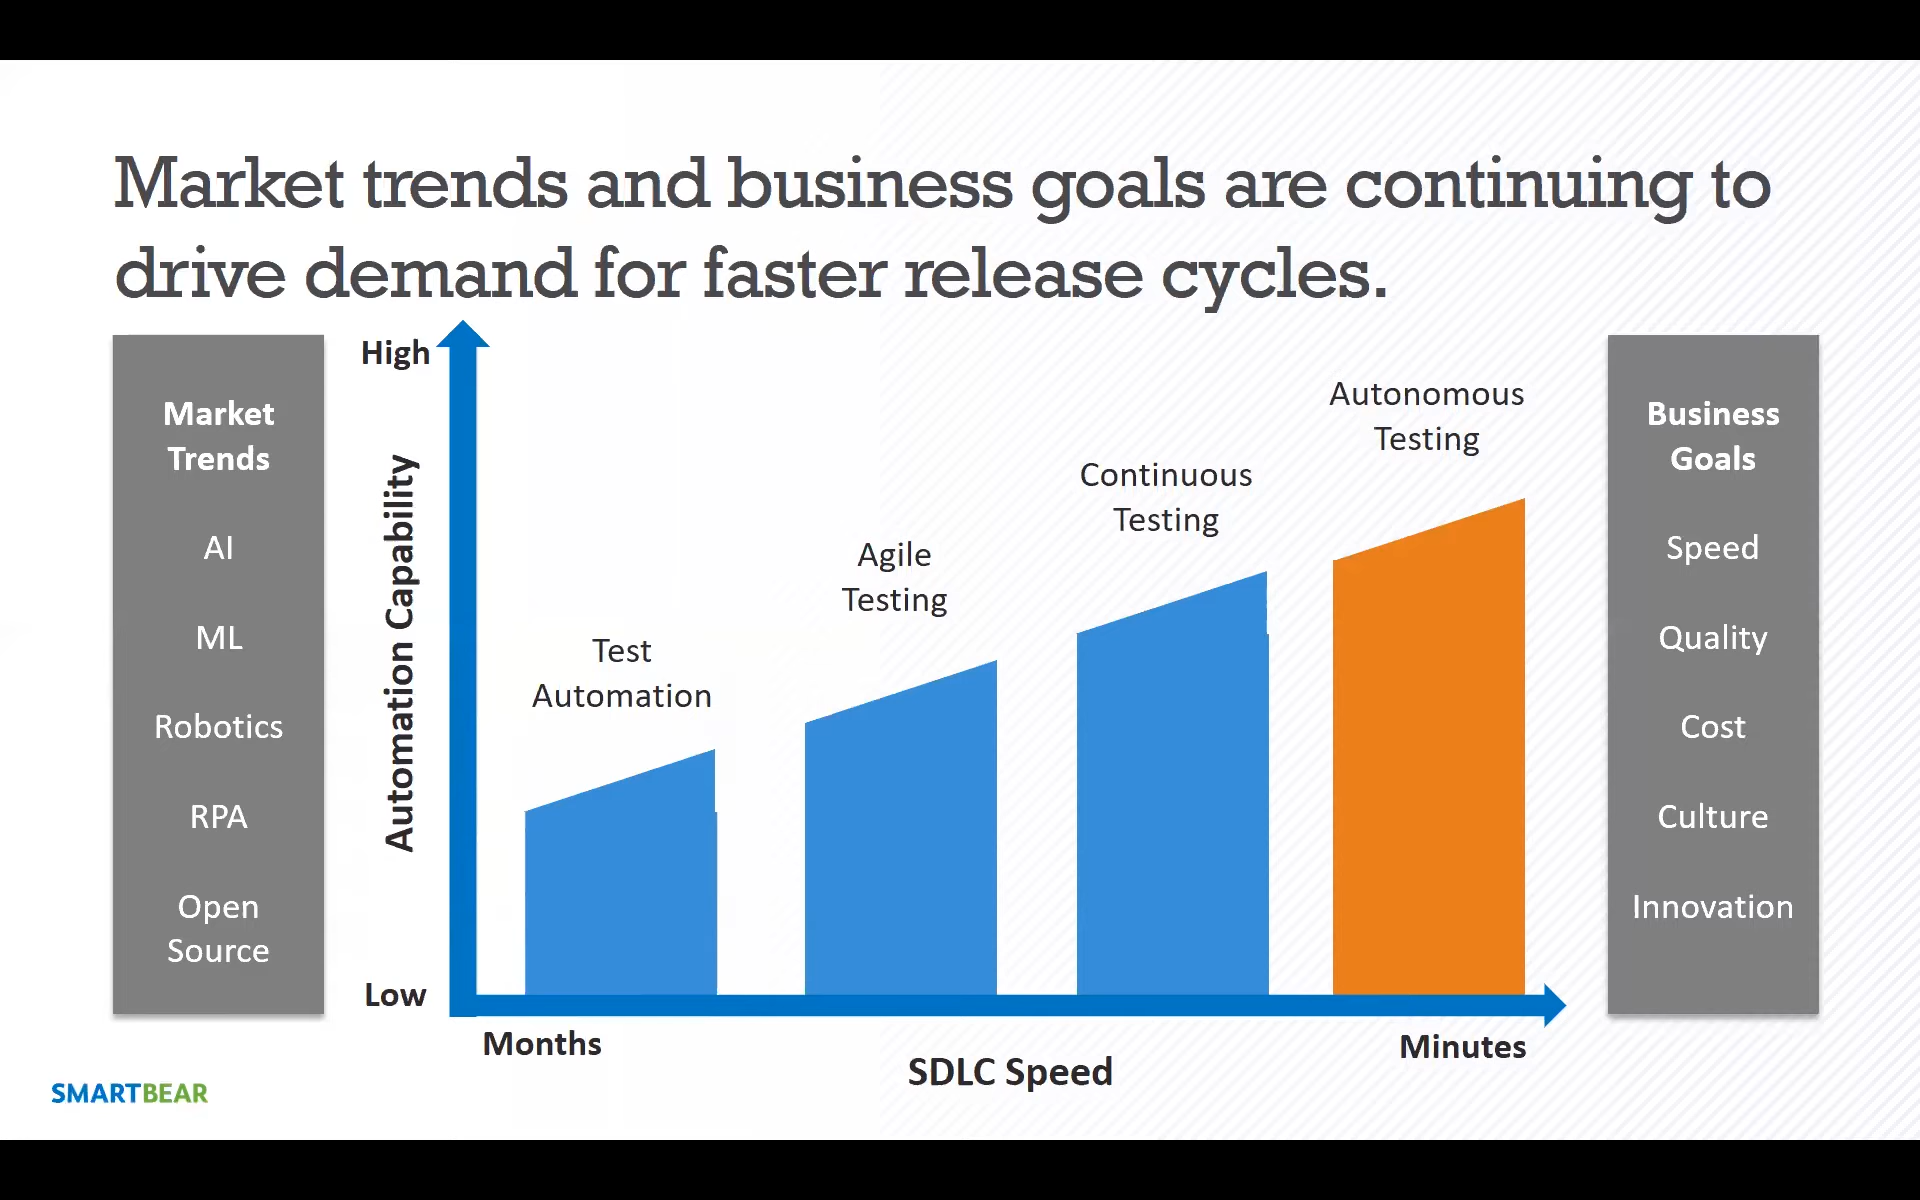 Market trends and business goals are continuing to
drive demand for faster release cycles.
Market
Trends
AI
ML
Robotics
RPA
Open
Source
High
Automation Capability
Low
Test
Automation
Agile
Testing
Continuous
Testing
Autonomous
Testing
Months
Minutes
SDLC Speed
Business
Goals
Speed
Quality
Cost
Culture
Innovation
SMARTBEAR